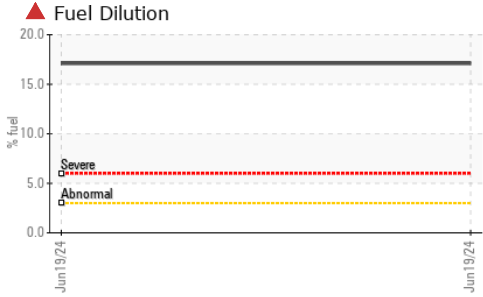 Fuel Dilution
20.0
15.0
10.0
5.0
0.0
% fuel
Severe
Abnormal
Jun19/24
Jun19/24